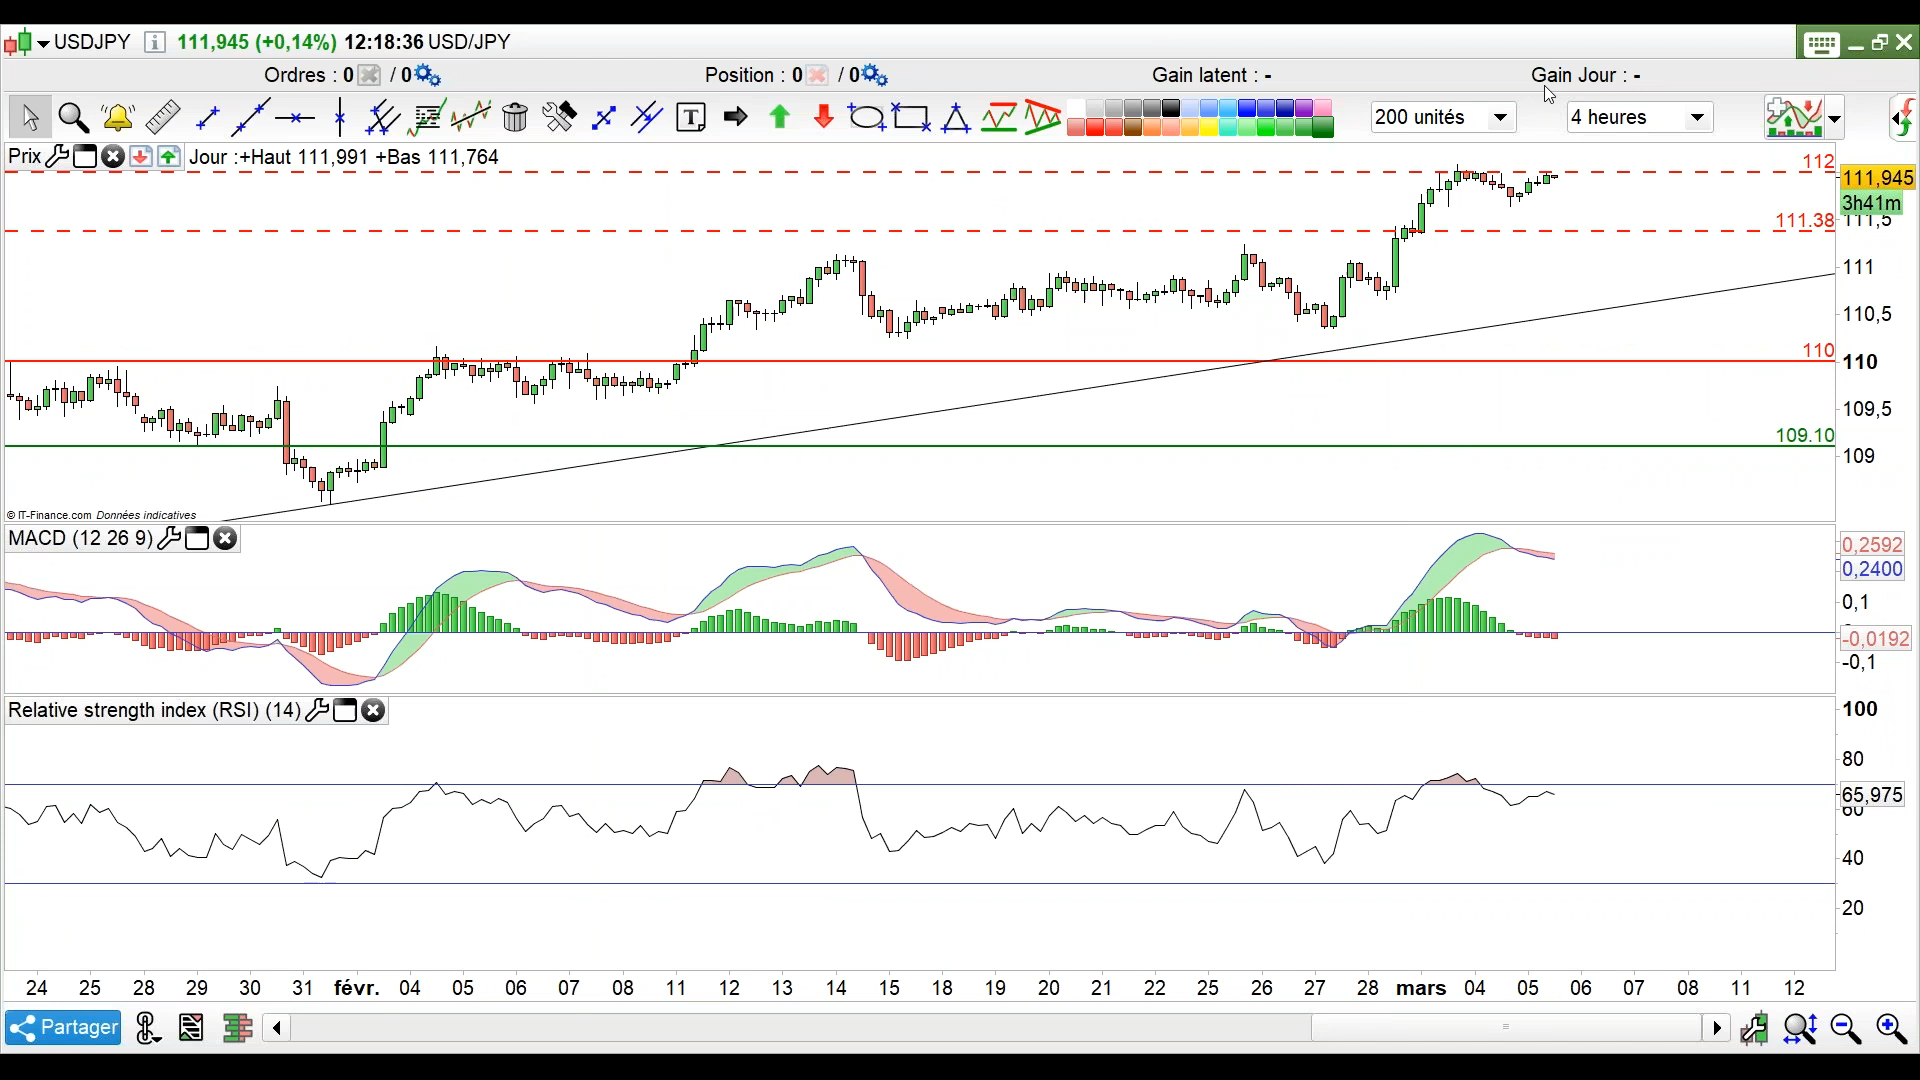 USDJPY 111,945 (+0,14%) 12:18:36 USD/JPY
Ordres : 0 / 0 Position : 0 / 0 Gain latent : - Gain Jour : -
200 unités 4 heures
Prix Jour :+Haut 111,991 +Bas 111,764
112
111,945
3h41m
111.38
111,5
111
110,5
110
110
109,5
109.10
109
© IT-Finance.com Données indicatives
MACD (12 26 9)
0,2592
0,2400
0,1
-0,0192
-0,1
Relative strength index (RSI) (14)
100
80
65,975
60
40
20
24 25 28 29 30 31 févr. 04 05 06 07 08 11 12 13 14 15 18 19 20 21 22 25 26 27 28 mars 04 05 06 07 08 11 12
Partager